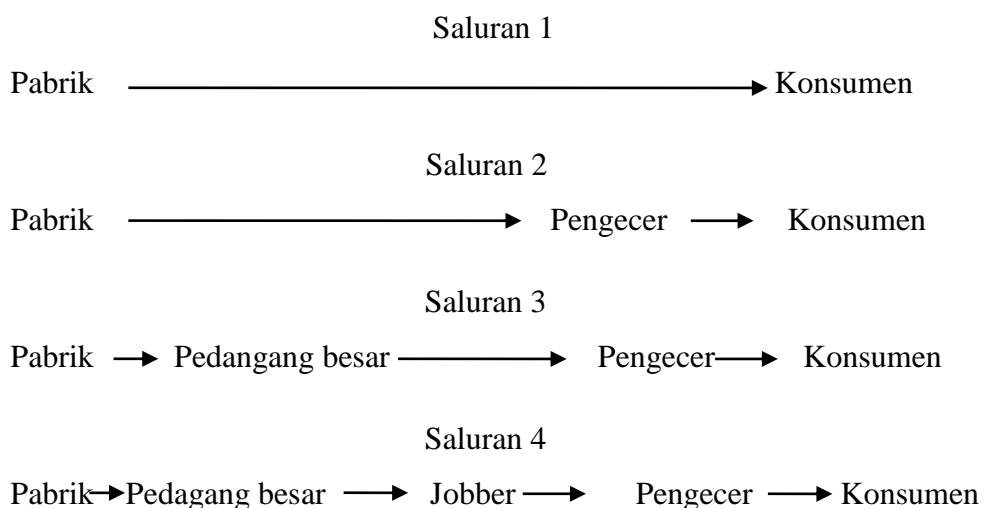 Saluran 1
Pabrik Konsumen
Saluran 2
Pabrik Pengecer Konsumen
Saluran 3
Pabrik Pedangang besar Pengecer Konsumen
Saluran 4
Pabrik Pedagang besar Jobber Pengecer Konsumen